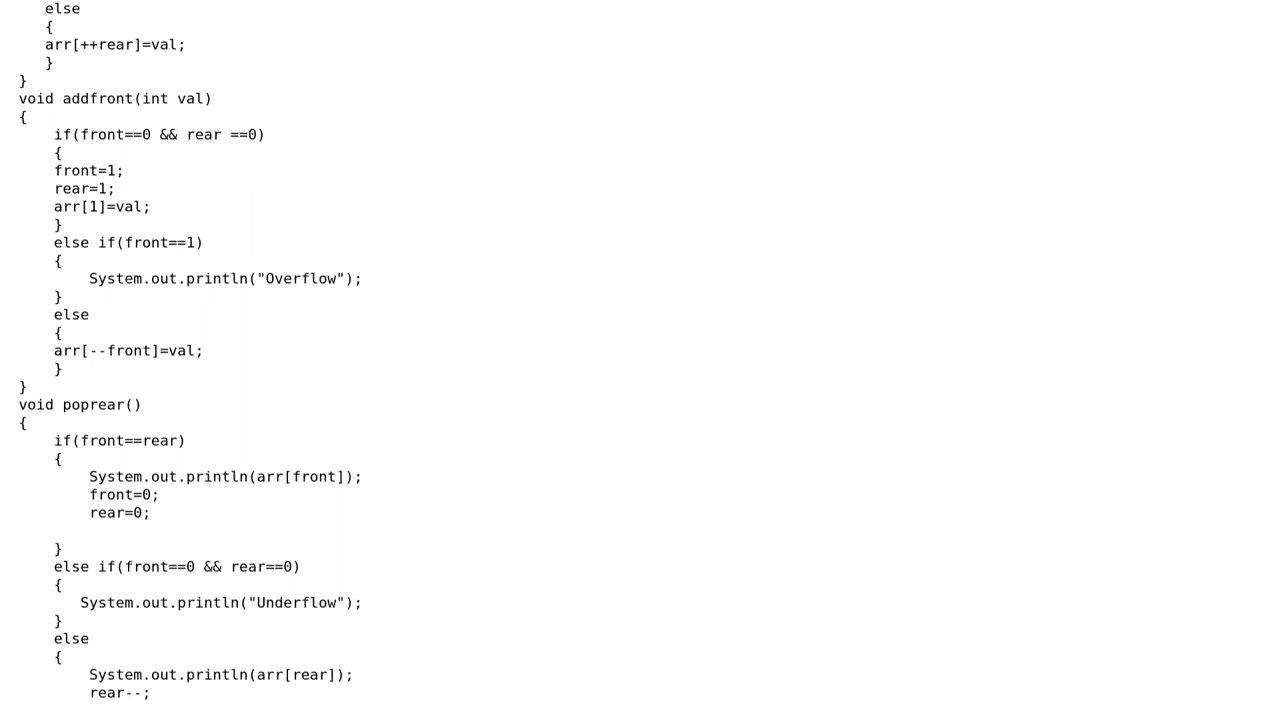 else
{
arr[++rear]=val;
}
}
void addfront(int val)
{
if(front==0 && rear ==0)
{
front=1;
rear=1;
arr[1]=val;
}
else if(front==1)
{
System.out.println("Overflow");
}
else
{
arr[--front]=val;
}
}
void poprear()
{
if(front==rear)
{
System.out.println(arr[front]);
front=0;
rear=0;
}
else if(front==0 && rear==0)
{
System.out.println("Underflow");
}
else
{
System.out.println(arr[rear]);
rear--;